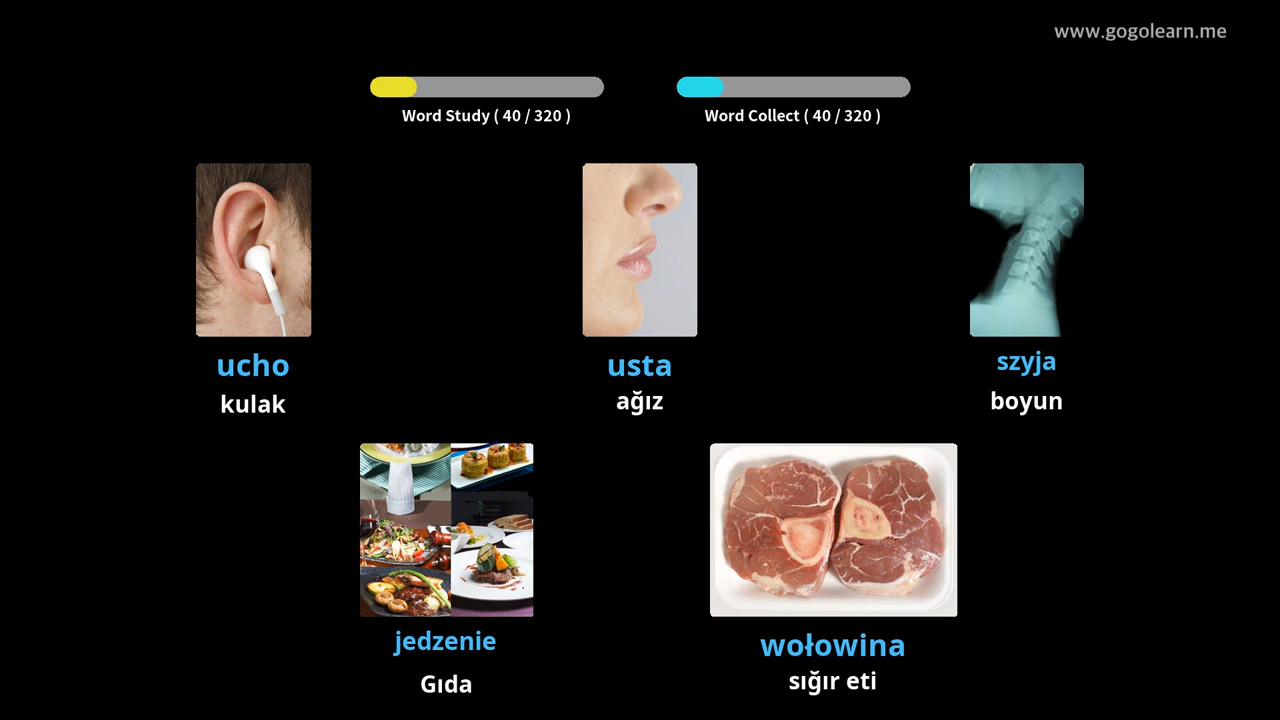 www.gogolearn.me
Word Study ( 40 / 320 )
Word Collect ( 40 / 320 )
ucho
kulak
usta
ağız
szyja
boyun
jedzenie
Gıda
wołowina
sığır eti